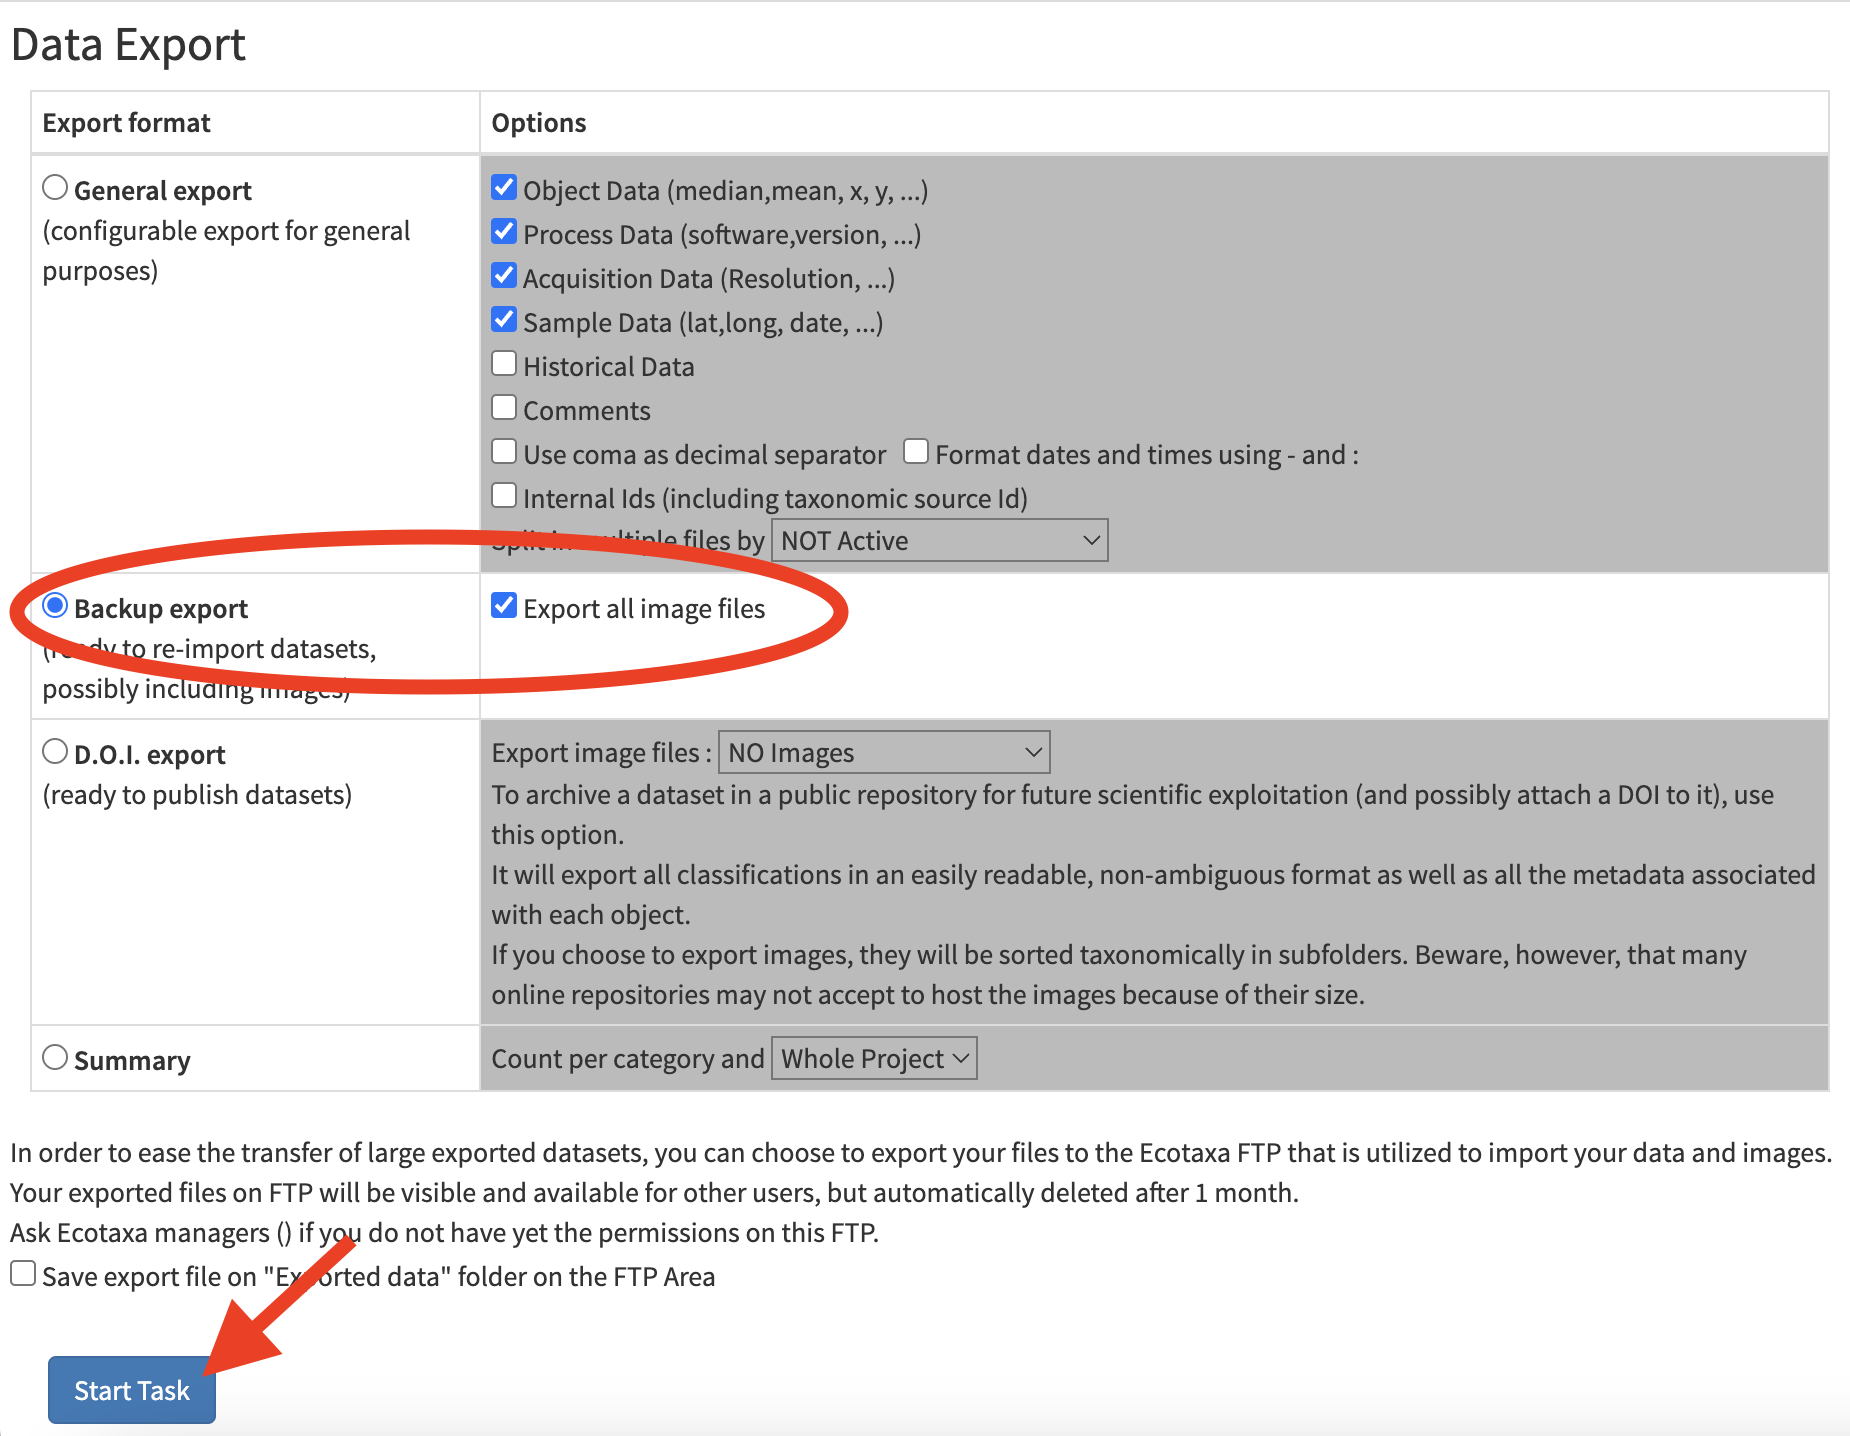 Data Export
Export format
Options
General export
(configurable export for general
purposes)
Object Data (median,mean, x, y, ...)
Process Data (software,version, ...)
Acquisition Data (Resolution, ...)
Sample Data (lat,long, date, ...)
Historical Data
Comments
Use coma as decimal separator Format dates and times using - and :
Internal Ids (including taxonomic source Id)
Split in multiple files by NOT Active
Backup export
(ready to re-import datasets,
possibly including images)
Export all image files
D.O.I. export
(ready to publish datasets)
Export image files : NO Images
To archive a dataset in a public repository for future scientific exploitation (and possibly attach a DOI to it), use
this option.
It will export all classifications in an easily readable, non-ambiguous format as well as all the metadata associated
with each object.
If you choose to export images, they will be sorted taxonomically in subfolders. Beware, however, that many
online repositories may not accept to host the images because of their size.
Summary
Count per category and Whole Project
In order to ease the transfer of large exported datasets, you can choose to export your files to the Ecotaxa FTP that is utilized to import your data and images.
Your exported files on FTP will be visible and available for other users, but automatically deleted after 1 month.
Ask Ecotaxa managers () if you do not have yet the permissions on this FTP.
Save export file on "Exported data" folder on the FTP Area
Start Task